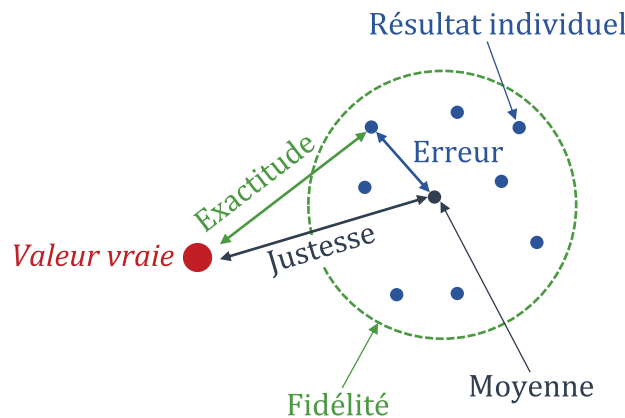 Résultat individuel
Exactitude
Erreur
Valeur vraie
Justesse
Moyenne
Fidélité